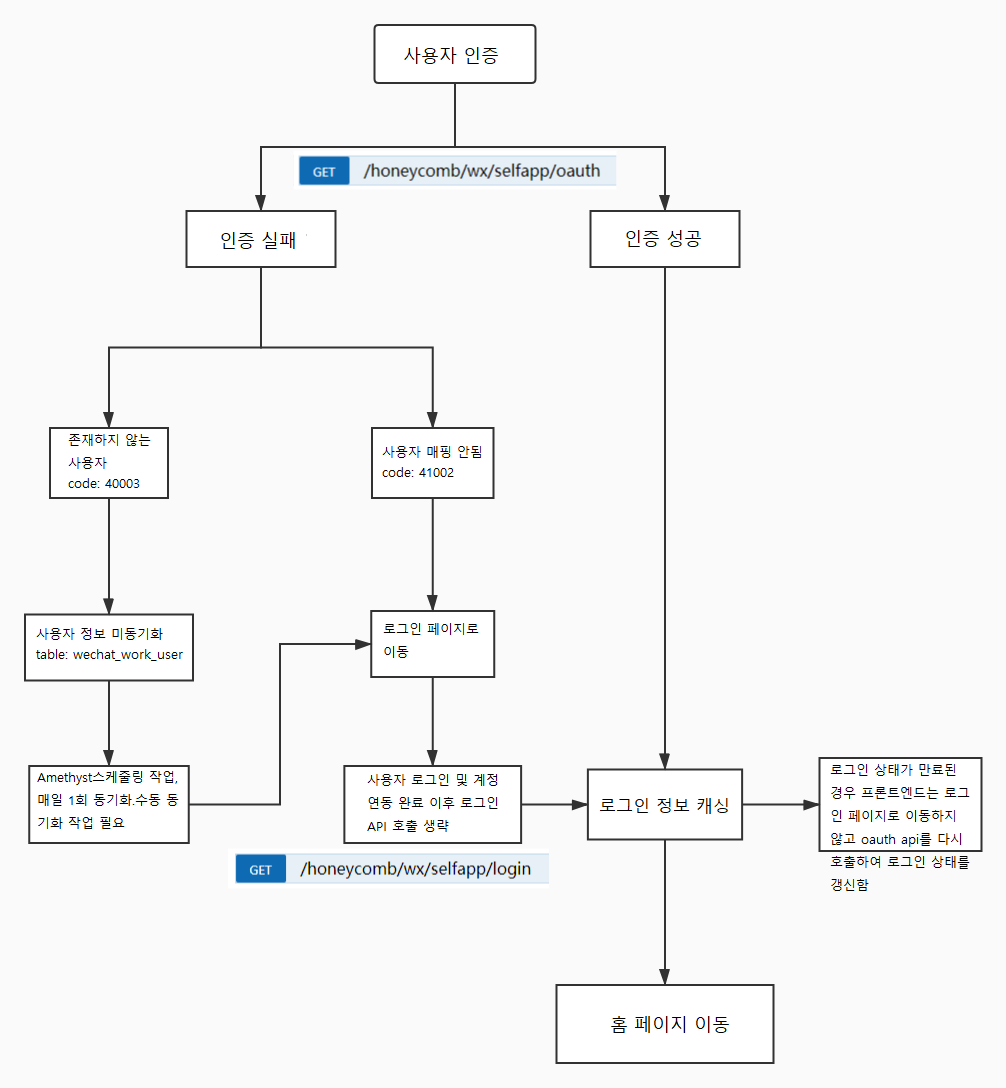 사용자 인증
GET /honeycomb/wx/selfapp/oauth
인증 실패
인증 성공
존재하지 않는
사용자
code: 40003
사용자 매핑 안됨
code: 41002
사용자 정보 미동기화
table: wechat_work_user
로그인 페이지로
이동
Amethyst스케줄링 작업,
매일 1회 동기화.수동 동
기화 작업 필요
사용자 로그인 및 계정
연동 완료 이후 로그인
API 호출 생략
GET /honeycomb/wx/selfapp/login
로그인 정보 캐싱
로그인 상태가 만료된
경우 프론트엔드는 로그
인 페이지로 이동하지
않고 oauth api를 다시
호출하여 로그인 상태를
갱신함
홈 페이지 이동